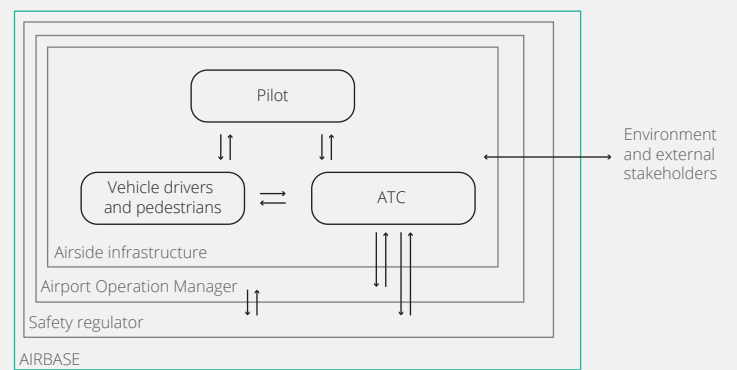 Pilot
Environment
and external
stakeholders
Vehicle drivers
and pedestrians
ATC
Airside infrastructure
Airport Operation Manager
Safety regulator
AIRBASE